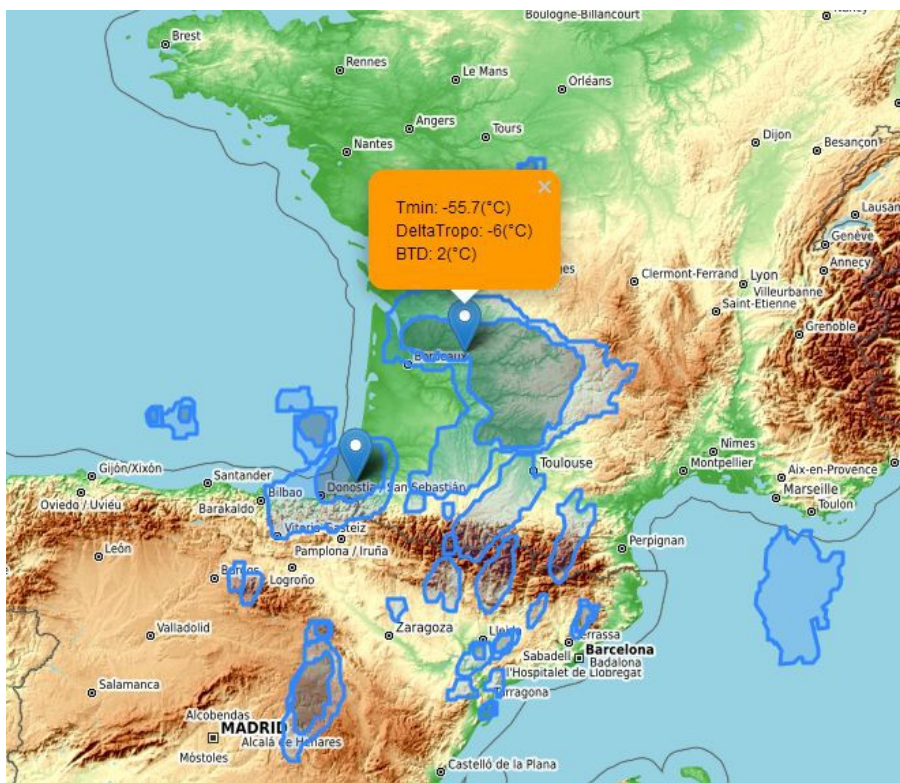 Boulogne-Billancourt
Brest
Rennes
Le Mans
Orléans
Angers
Tours
Nantes
Dijon
Besançon
Tmin: -55.7(°C)
DeltaTropo: -6(°C)
BTD: 2(°C)
×
Genève
Annecy
Clermont-Ferrand
Lyon
Villeurbanne
Saint-Etienne
Grenoble
Bordeaux
Toulouse
Nîmes
Montpellier
Aix-en-Provence
Marseille
Toulon
Gijón/Xixón
Santander
Oviedo / Uviéu
Bilbao
Barakaldo
Donostia / San Sebastián
Vitoria-Gasteiz
Pamplona / Iruña
Perpignan
León
Burgos
Logroño
Valladolid
Zaragoza
Lleida
Terrassa
Sabadell
Barcelona
Badalona
l'Hospitalet de Llobregat
Tarragona
Salamanca
Alcobendas
MADRID
Alcalá de Henares
Móstoles
Castelló de la Plana